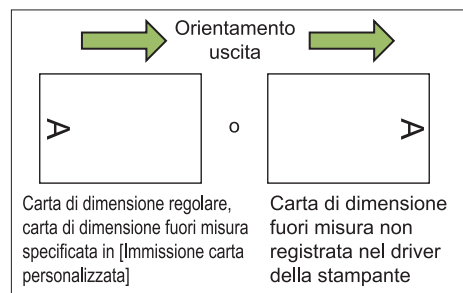 Orientamento
uscita
A
o
A
Carta di dimensione regolare,
carta di dimensione fuori misura
specificata in [Immissione carta
personalizzata]
Carta di dimensione
fuori misura non
registrata nel driver
della stampante